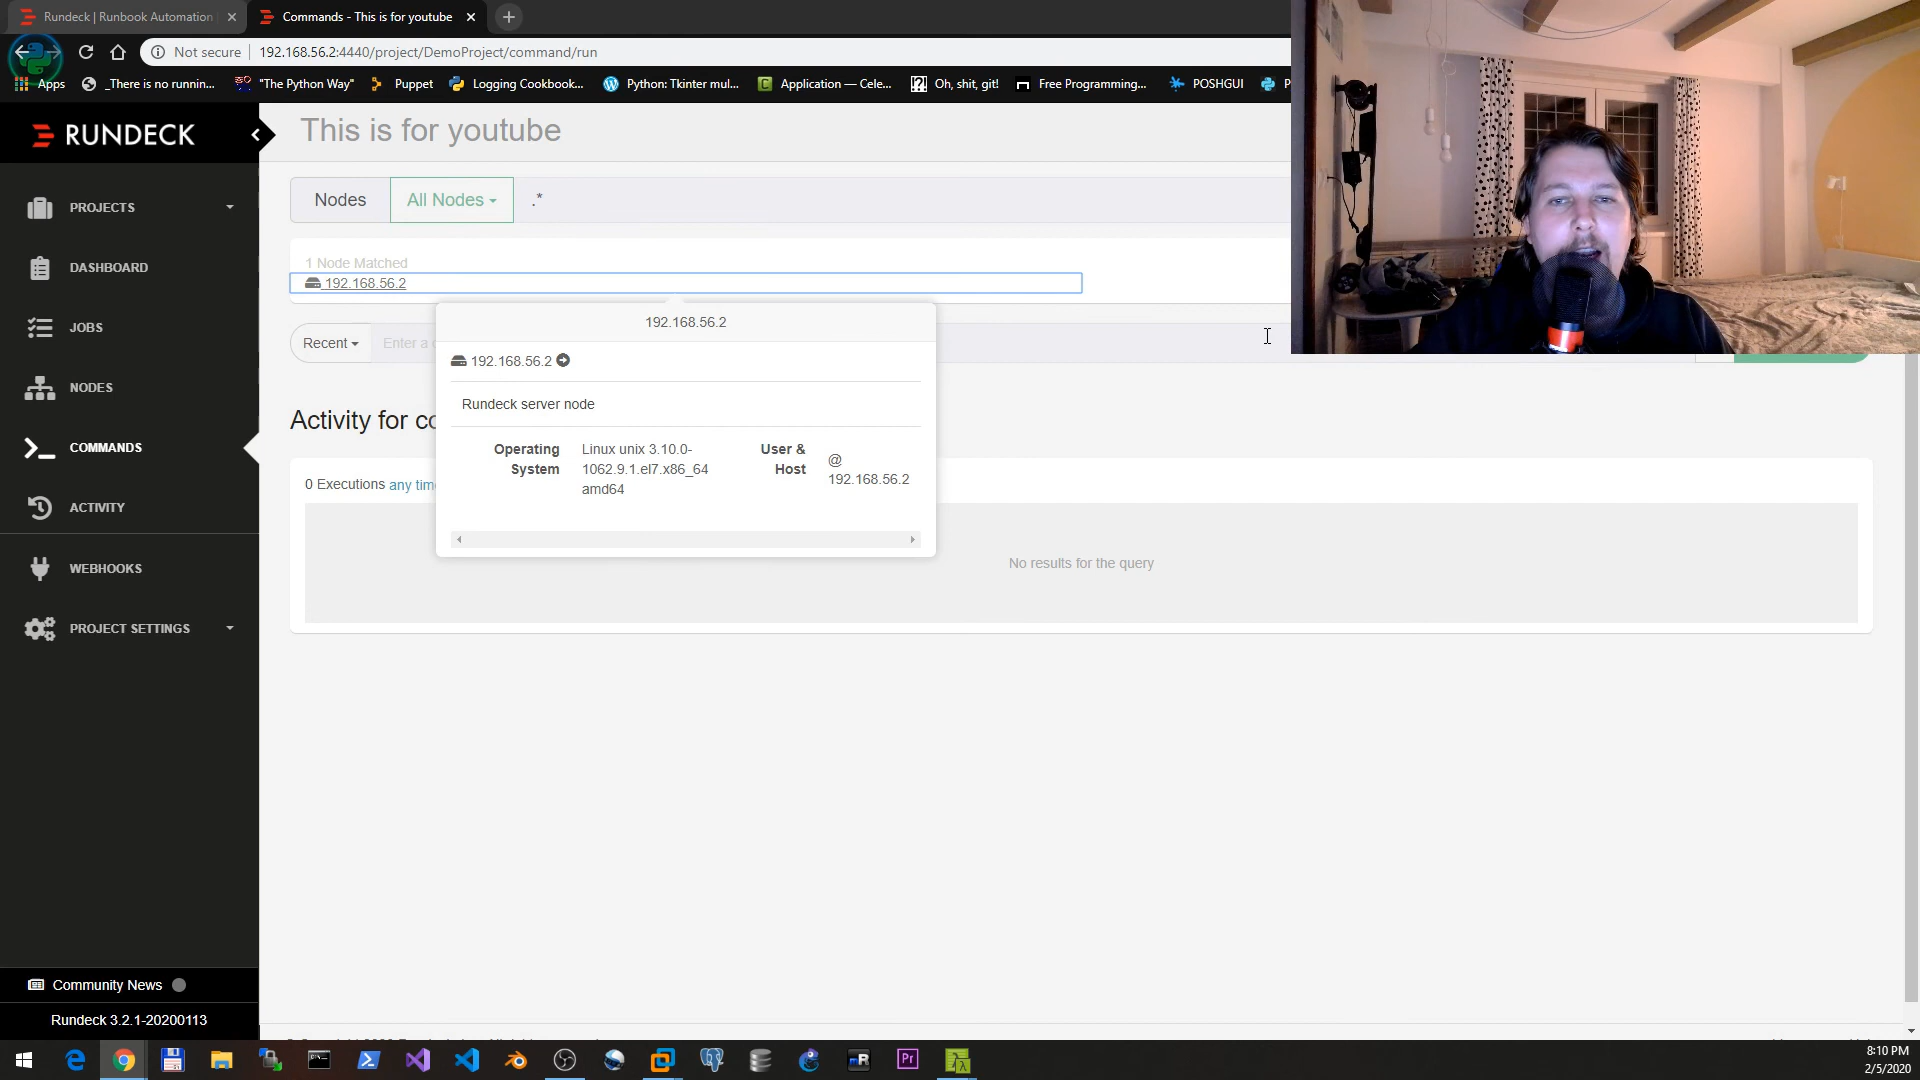 Rundeck | Runbook Automation
Commands - This is for youtube
Not secure
192.168.56.2:4440/project/DemoProject/command/run
Apps
_There is no runnin...
"The Python Way"
Puppet
Logging Cookbook...
Python: Tkinter mul...
Application — Cele...
Oh, shit, git!
Free Programming...
POSHGUI
RUNDECK
This is for youtube
PROJECTS
DASHBOARD
JOBS
NODES
COMMANDS
ACTIVITY
WEBHOOKS
PROJECT SETTINGS
Nodes
All Nodes
.*
1 Node Matched
192.168.56.2
Recent
Enter a
192.168.56.2
192.168.56.2
Rundeck server node
Operating System
Linux unix 3.10.0-
1062.9.1.el7.x86_64
amd64
User & Host
@
192.168.56.2
Activity for
0 Executions any tim
No results for the query
Community News
Rundeck 3.2.1-20200113
8:10 PM
2/5/2020